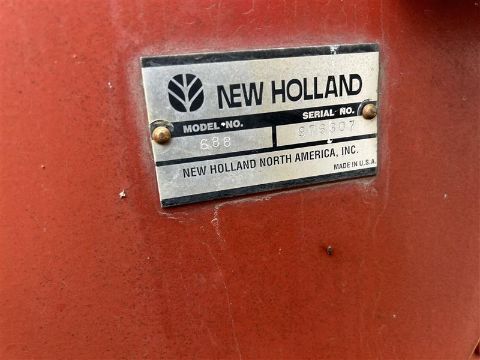 NEW HOLLAND
MODEL NO. SERIAL NO.
688
NEW HOLLAND NORTH AMERICA, INC.
MADE IN U.S.A.